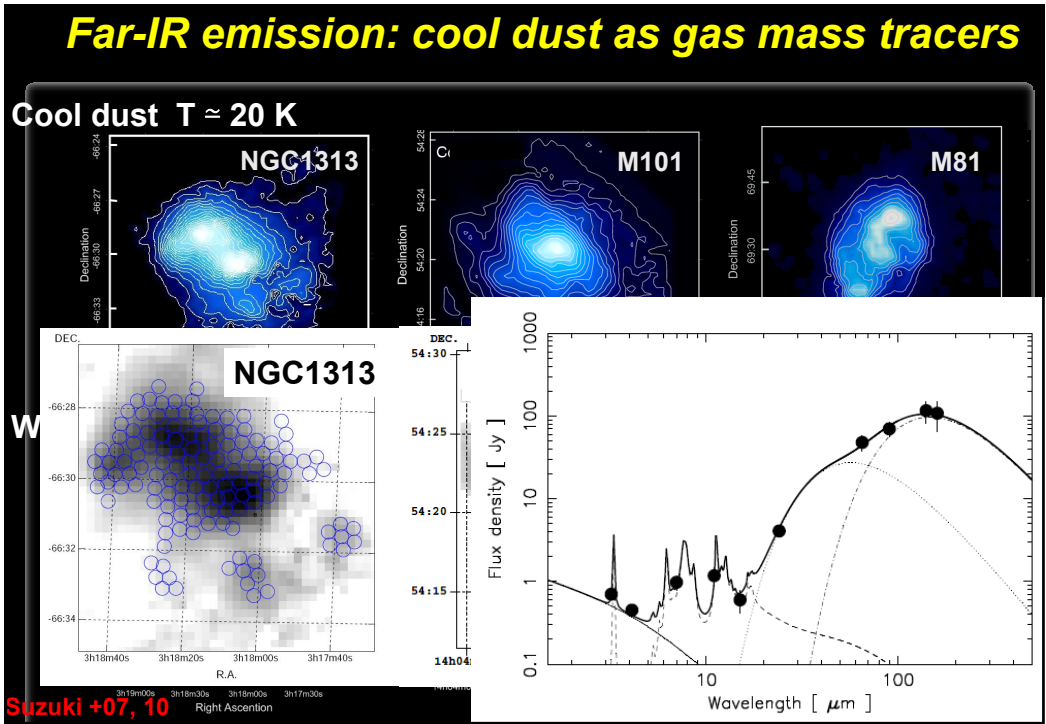 Far-IR emission: cool dust as gas mass tracers
Cool dust T ≃ 20 K
NGC1313
M101
M81
-66:24
-66:27
-66:30
-66:33
Declination
54:28
54:24
54:20
54:16
Declination
69:45
69:30
Declination
W
DEC.
NGC1313
-66:28
-66:30
-66:32
-66:34
3h18m40s 3h18m20s 3h18m00s 3h17m40s
R.A.
DEC.
54:30
54:25
54:20
54:15
14h04
Flux density [ Jy ]
1000
100
10
1
0.1
10 100
Wavelength [ μm ]
3h19m00s 3h18m30s 3h18m00s 3h17m30s
Right Ascention
Suzuki +07, 10